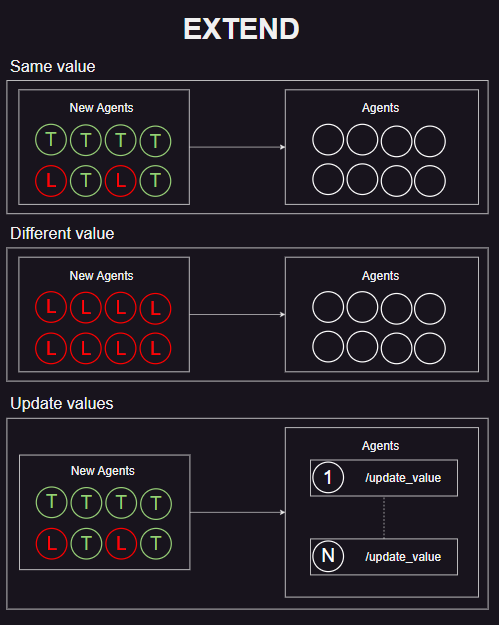 EXTEND
Same value
New Agents
Agents
T T T T
L T L T
Different value
New Agents
Agents
L L L L
L L L L
Update values
Agents
New Agents
1 /update_value
T T T T
L T L T
N /update_value